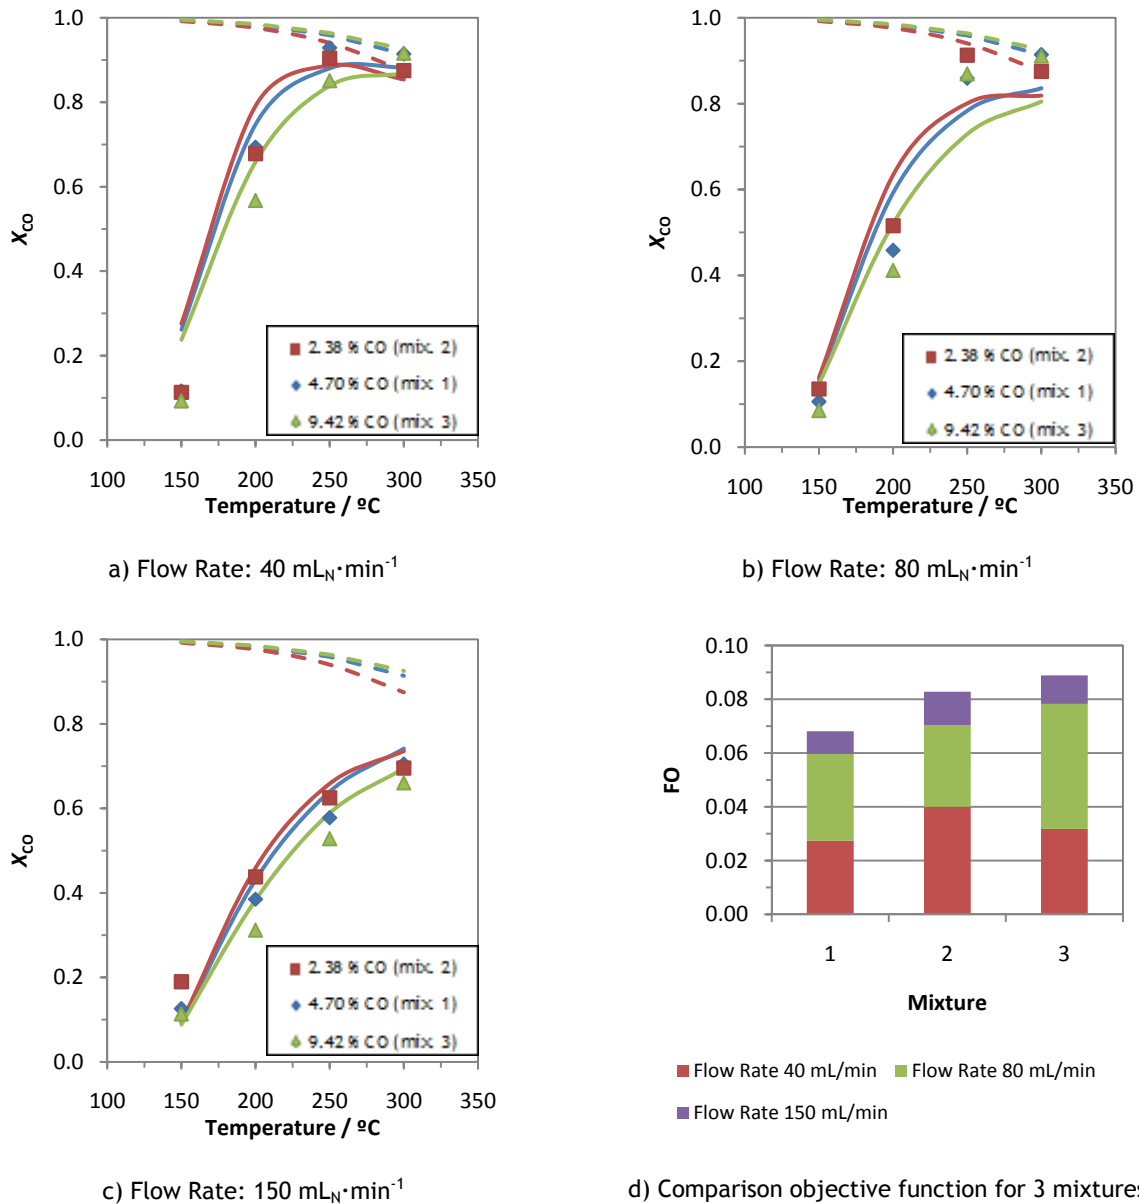 1.0
0.8
0.6
0.4
0.2
0.0
X_CO
100 150 200 250 300 350
Temperature / ºC
2.38 % CO (mix. 2)
4.70 % CO (mix. 1)
9.42 % CO (mix. 3)
a) Flow Rate: 40 mL_N·min⁻¹
1.0
0.8
0.6
0.4
0.2
0.0
X_CO
100 150 200 250 300 350
Temperature / ºC
2.38 % CO (mix. 2)
4.70 % CO (mix. 1)
9.42 % CO (mix. 3)
b) Flow Rate: 80 mL_N·min⁻¹
1.0
0.8
0.6
0.4
0.2
0.0
X_CO
100 150 200 250 300 350
Temperature / ºC
2.38 % CO (mix. 2)
4.70 % CO (mix. 1)
9.42 % CO (mix. 3)
c) Flow Rate: 150 mL_N·min⁻¹
0.10
0.08
0.06
0.04
0.02
0.00
FO
1 2 3
Mixture
Flow Rate 40 mL/min Flow Rate 80 mL/min
Flow Rate 150 mL/min
d) Comparison objective function for 3 mixtures